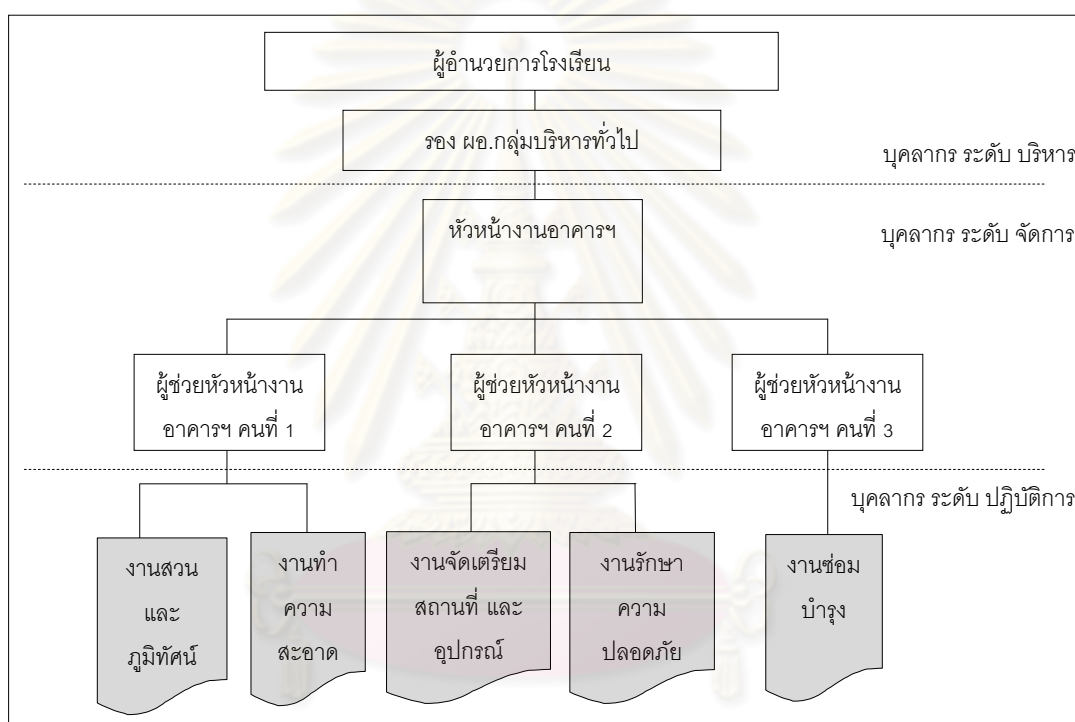 ผู้อำนวยการโรงเรียน
รอง ผอ.กลุ่มบริหารทั่วไป
บุคลากร ระดับ บริหาร
หัวหน้างานอาคารฯ
บุคลากร ระดับ จัดการ
ผู้ช่วยหัวหน้างาน
อาคารฯ คนที่ 1
ผู้ช่วยหัวหน้างาน
อาคารฯ คนที่ 2
ผู้ช่วยหัวหน้างาน
อาคารฯ คนที่ 3
บุคลากร ระดับ ปฏิบัติการ
งานสวน
และ
ภูมิทัศน์
งานทำ
ความ
สะอาด
งานจัดเตรียม
สถานที่ และ
อุปกรณ์
งานรักษา
ความ
ปลอดภัย
งานซ่อม
บำรุง